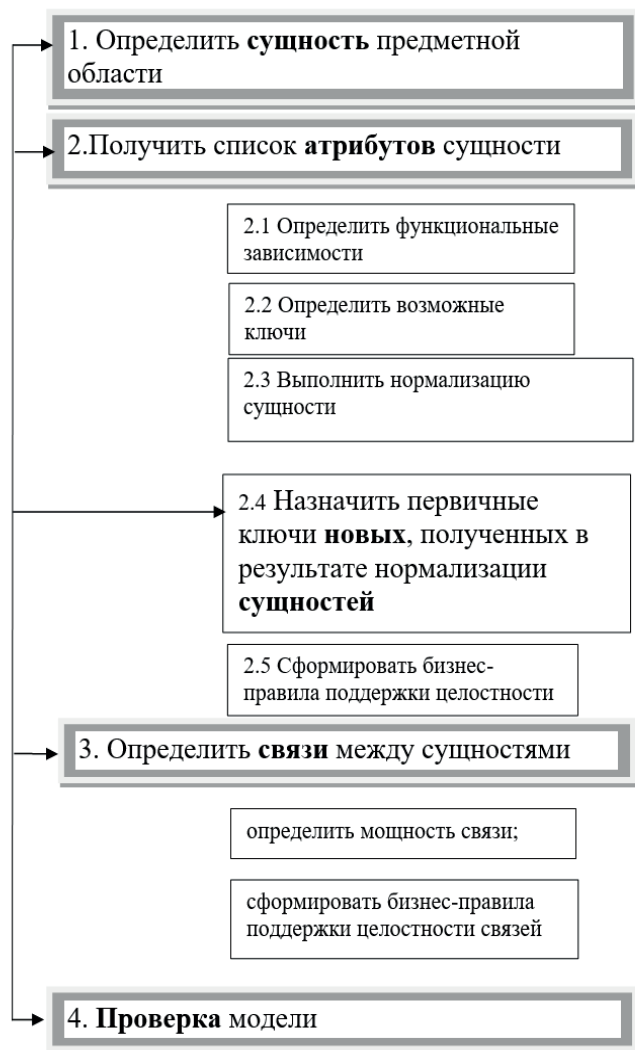 1. Определить сущность предметной
области
2.Получить список атрибутов сущности
2.1 Определить функциональные
зависимости
2.2 Определить возможные
ключи
2.3 Выполнить нормализацию
сущности
2.4 Назначить первичные
ключи новых, полученных в
результате нормализации
сущностей
2.5 Сформировать бизнес-
правила поддержки целостности
3. Определить связи между сущностями
определить мощность связи;
сформировать бизнес-правила
поддержки целостности связей
4. Проверка модели